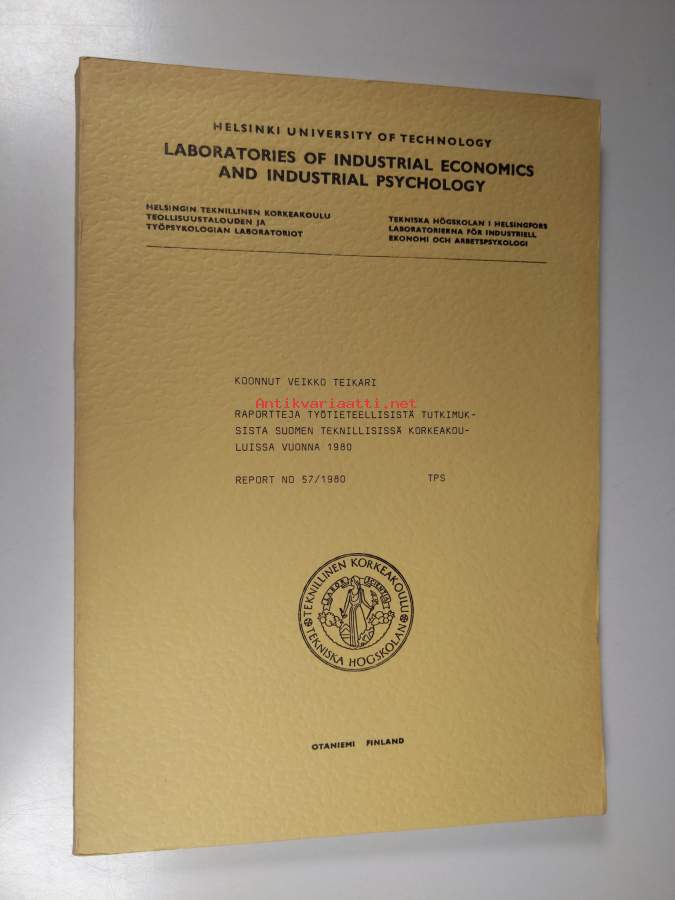 HELSINKI UNIVERSITY OF TECHNOLOGY
LABORATORIES OF INDUSTRIAL ECONOMICS
AND INDUSTRIAL PSYCHOLOGY
HELSINGIN TEKNILLINEN KORKEAKOULU
TEOLLISUUSTALOUDEN JA
TYÖPSYKOLOGIAN LABORATORIOT
TEKNISKA HÖGSKOLAN I HELSINGFORS
LABORATORIERNA FÖR INDUSTRIELL
EKONOMI OCH ARBETSPSYKOLOGI
KOONNUT VEIKKO TEIKARI
Antikvariaatti.net
RAPORTTEJA TYÖTIETEELLISISTÄ TUTKIMUK-
SISTA SUOMEN TEKNILLISISSÄ KORKEAKOU-
LUISSA VUONNA 1980
REPORT NO 57/1980 TPS
TEKNILLINEN KORKEAKOULU
TEKNISKA HÖGSKOLAN
OTANIEMI FINLAND